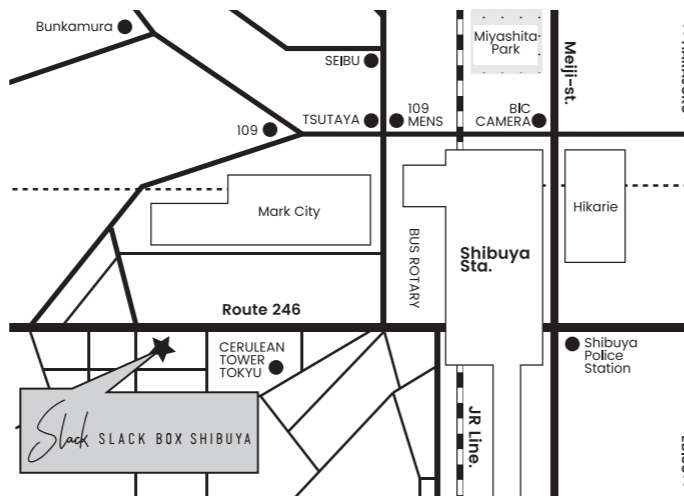 Bunkamura
SEIBU
Miyashita
Park
Meiji-st.
109
TSUTAYA
109
MENS
BIC
CAMERA
Mark City
BUS ROTARY
Shibuya
Sta.
Hikarie
Route 246
CERULEAN
TOWER
TOKYU
Shibuya
Police
Station
Slack SLACK BOX SHIBUYA
JR Line.